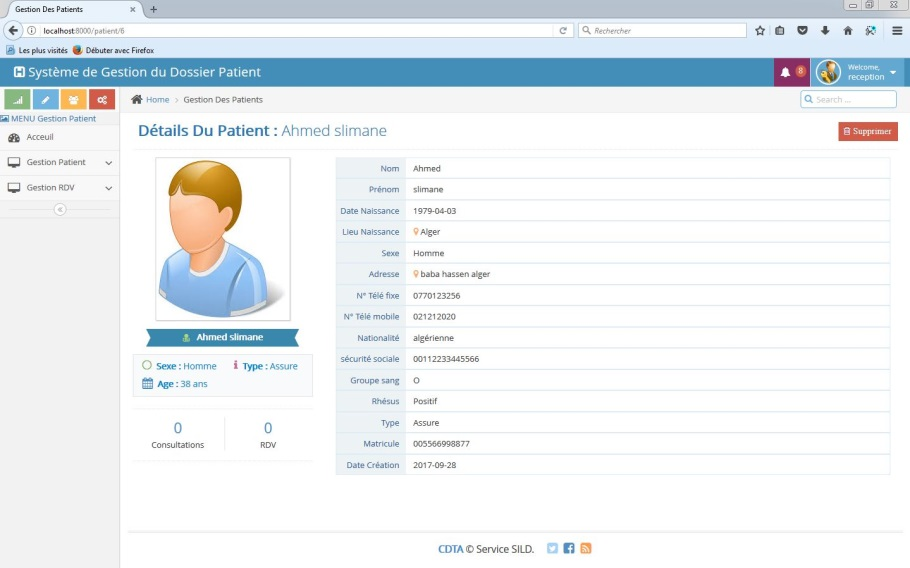 Gestion Des Patients
localhost:8000/patient/6
Rechercher
Les plus visités Débuter avec Firefox
Système de Gestion du Dossier Patient
8
Welcome,
reception
MENU Gestion Patient
Home > Gestion Des Patients
Search ...
Acceuil
Gestion Patient
Gestion RDV
Détails Du Patient : Ahmed slimane
Supprimer
Ahmed slimane
Sexe : Homme Type : Assure
Age : 38 ans
0 0
Consultations RDV
Nom Ahmed
Prénom slimane
Date Naissance 1979-04-03
Lieu Naissance Alger
Sexe Homme
Adresse baba hassen alger
N° Télé fixe 0770123256
N° Télé mobile 021212020
Nationalité algérienne
sécurité sociale 00112233445566
Groupe sang O
Rhésus Positif
Type Assure
Matricule 005566998877
Date Création 2017-09-28
CDTA © Service SILD.